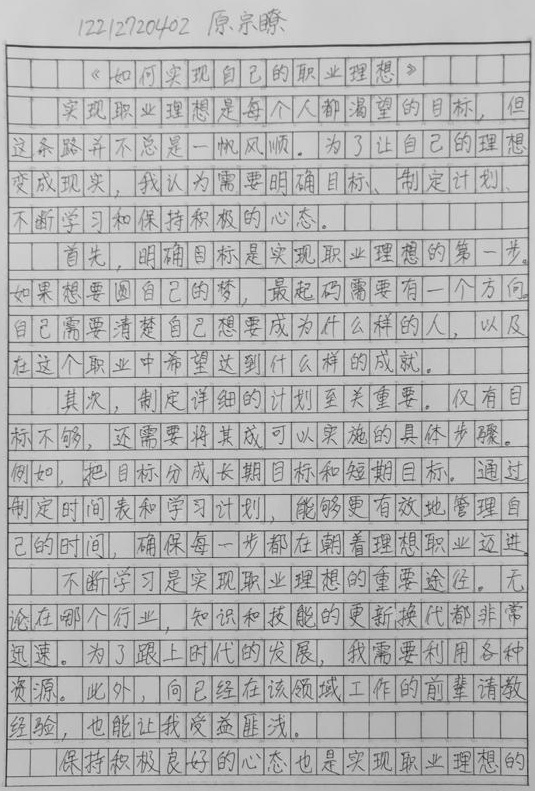 12212720402 原宗瞭
《如何实现自己的职业理想》
实现职业理想是每个人都渴望的目标，但
这条路并不总是一帆风顺。为了让自己的理想
变成现实，我认为需要明确目标、制定计划、
不断学习和保持积极的心态。
首先，明确目标是实现职业理想的第一步。
如果想要圆自己的梦，最起码需要有一个方向。
自己需要清楚自己想要成为什么样的人，以及
在这个职业中希望达到什么样的成就。
其次，制定详细的计划至关重要。仅有目
标不够，还需要将其成可以实施的具体步骤。
例如，把目标分成长期目标和短期目标。通过
制定时间表和学习计划，能够更有效地管理自
己的时间，确保每一步都在朝着理想职业迈进。
不断学习是实现职业理想的重要途径。无
论在哪个行业，知识和技能的更新换代都非常
迅速。为了跟上时代的发展，我需要利用各种
资源。此外，向已经在该领域工作的前辈请教
经验，也能让我受益匪浅。
保持积极良好的心态也是实现职业理想的